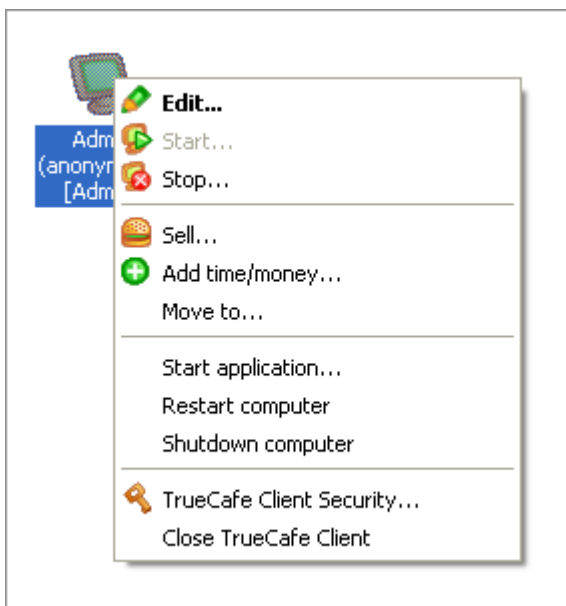 Adm
(anonyr
[Adm
Edit...
Start...
Stop...
Sell...
Add time/money...
Move to...
Start application...
Restart computer
Shutdown computer
TrueCafe Client Security...
Close TrueCafe Client